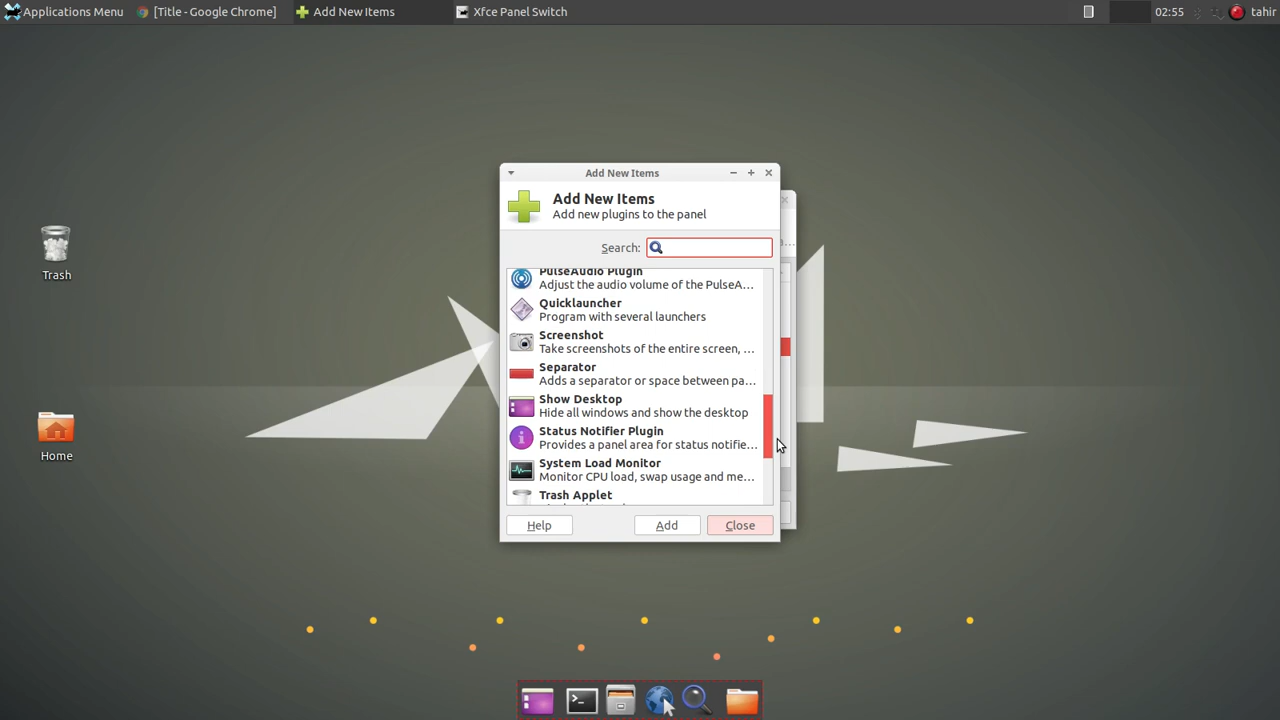 Applications Menu
[Title - Google Chrome]
Add New Items
Xfce Panel Switch
02:55
tahir
Add New Items
Add New Items
Add new plugins to the panel
Search:
PulseAudio Plugin
Adjust the audio volume of the PulseA...
Quicklauncher
Program with several launchers
Screenshot
Take screenshots of the entire screen, ...
Separator
Adds a separator or space between pa...
Show Desktop
Hide all windows and show the desktop
Status Notifier Plugin
Provides a panel area for status notifie...
System Load Monitor
Monitor CPU load, swap usage and me...
Trash Applet
Help
Add
Close
Trash
Home